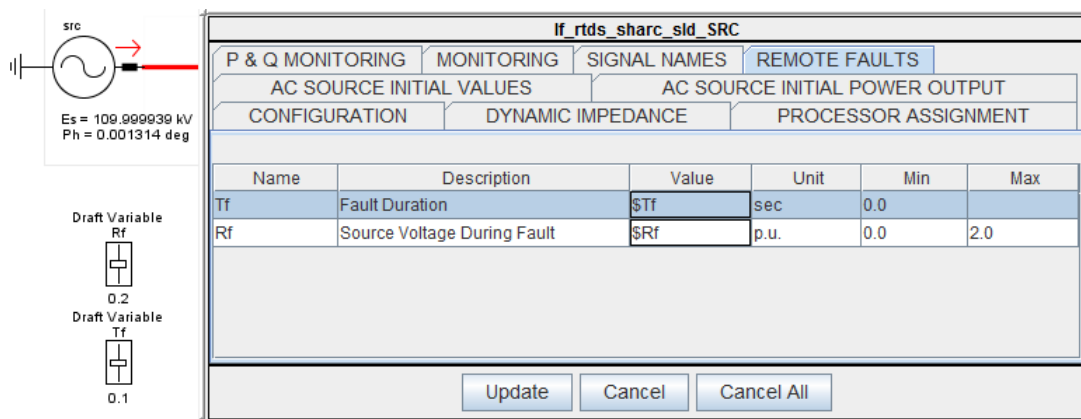 src
Es = 109.999939 kV
Ph = 0.001314 deg
Draft Variable
Rf
0.2
Draft Variable
Tf
0.1
lf_rtds_sharc_sld_SRC
P & Q MONITORING MONITORING SIGNAL NAMES REMOTE FAULTS
AC SOURCE INITIAL VALUES AC SOURCE INITIAL POWER OUTPUT
CONFIGURATION DYNAMIC IMPEDANCE PROCESSOR ASSIGNMENT
Name Description Value Unit Min Max
Tf Fault Duration $Tf sec 0.0
Rf Source Voltage During Fault $Rf p.u. 0.0 2.0
Update Cancel Cancel All